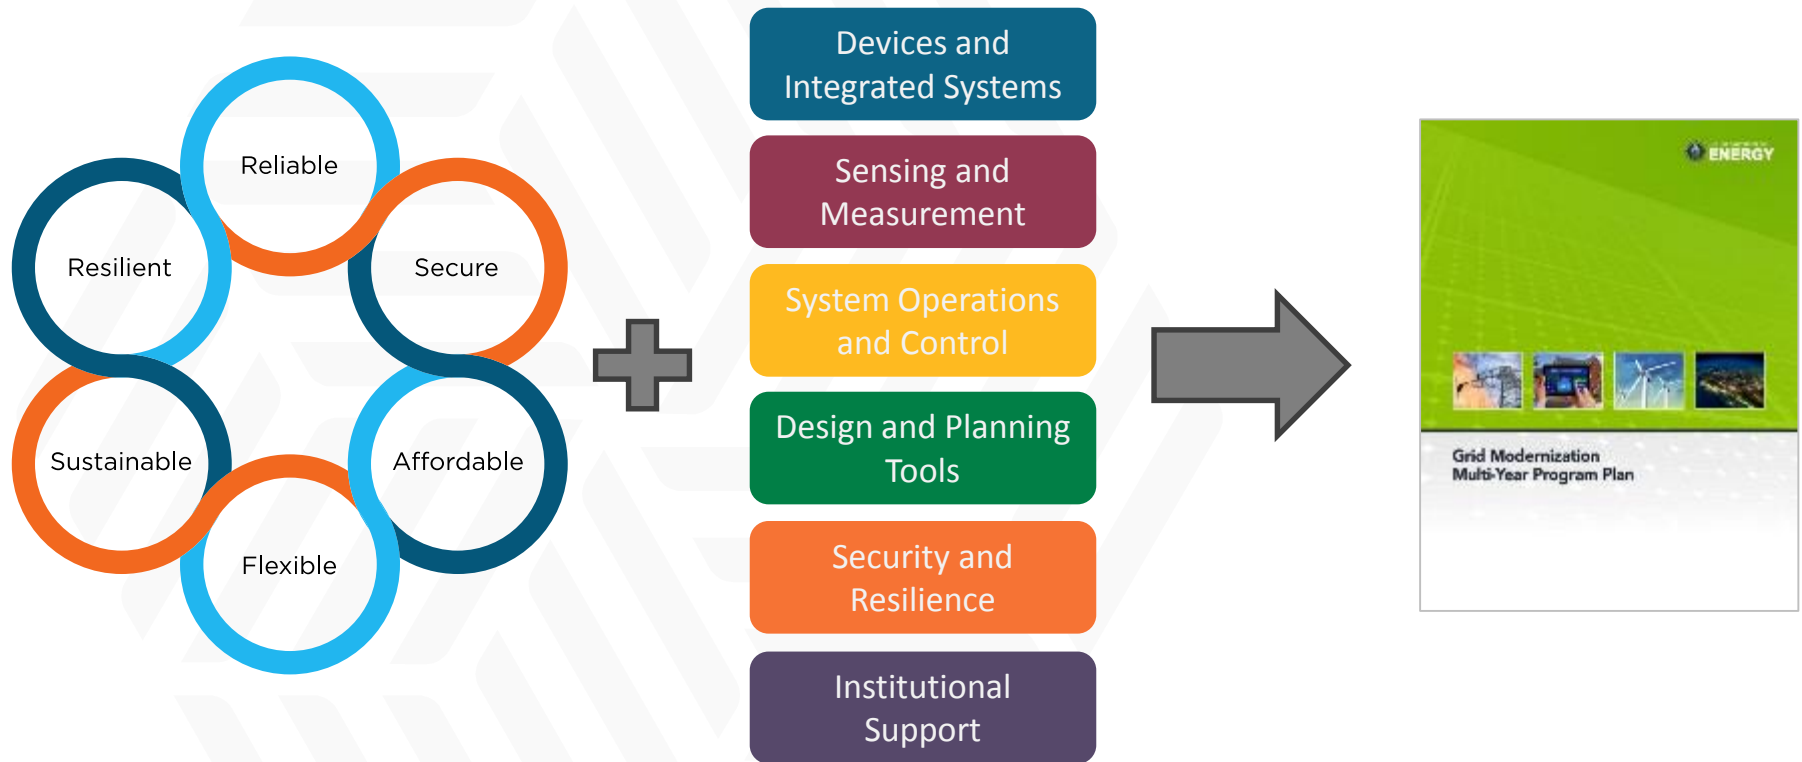 Reliable
Resilient
Secure
Sustainable
Affordable
Flexible
Devices and
Integrated Systems
Sensing and
Measurement
System Operations
and Control
Design and Planning
Tools
Security and
Resilience
Institutional
Support
ENERGY
Grid Modernization
Multi-Year Program Plan